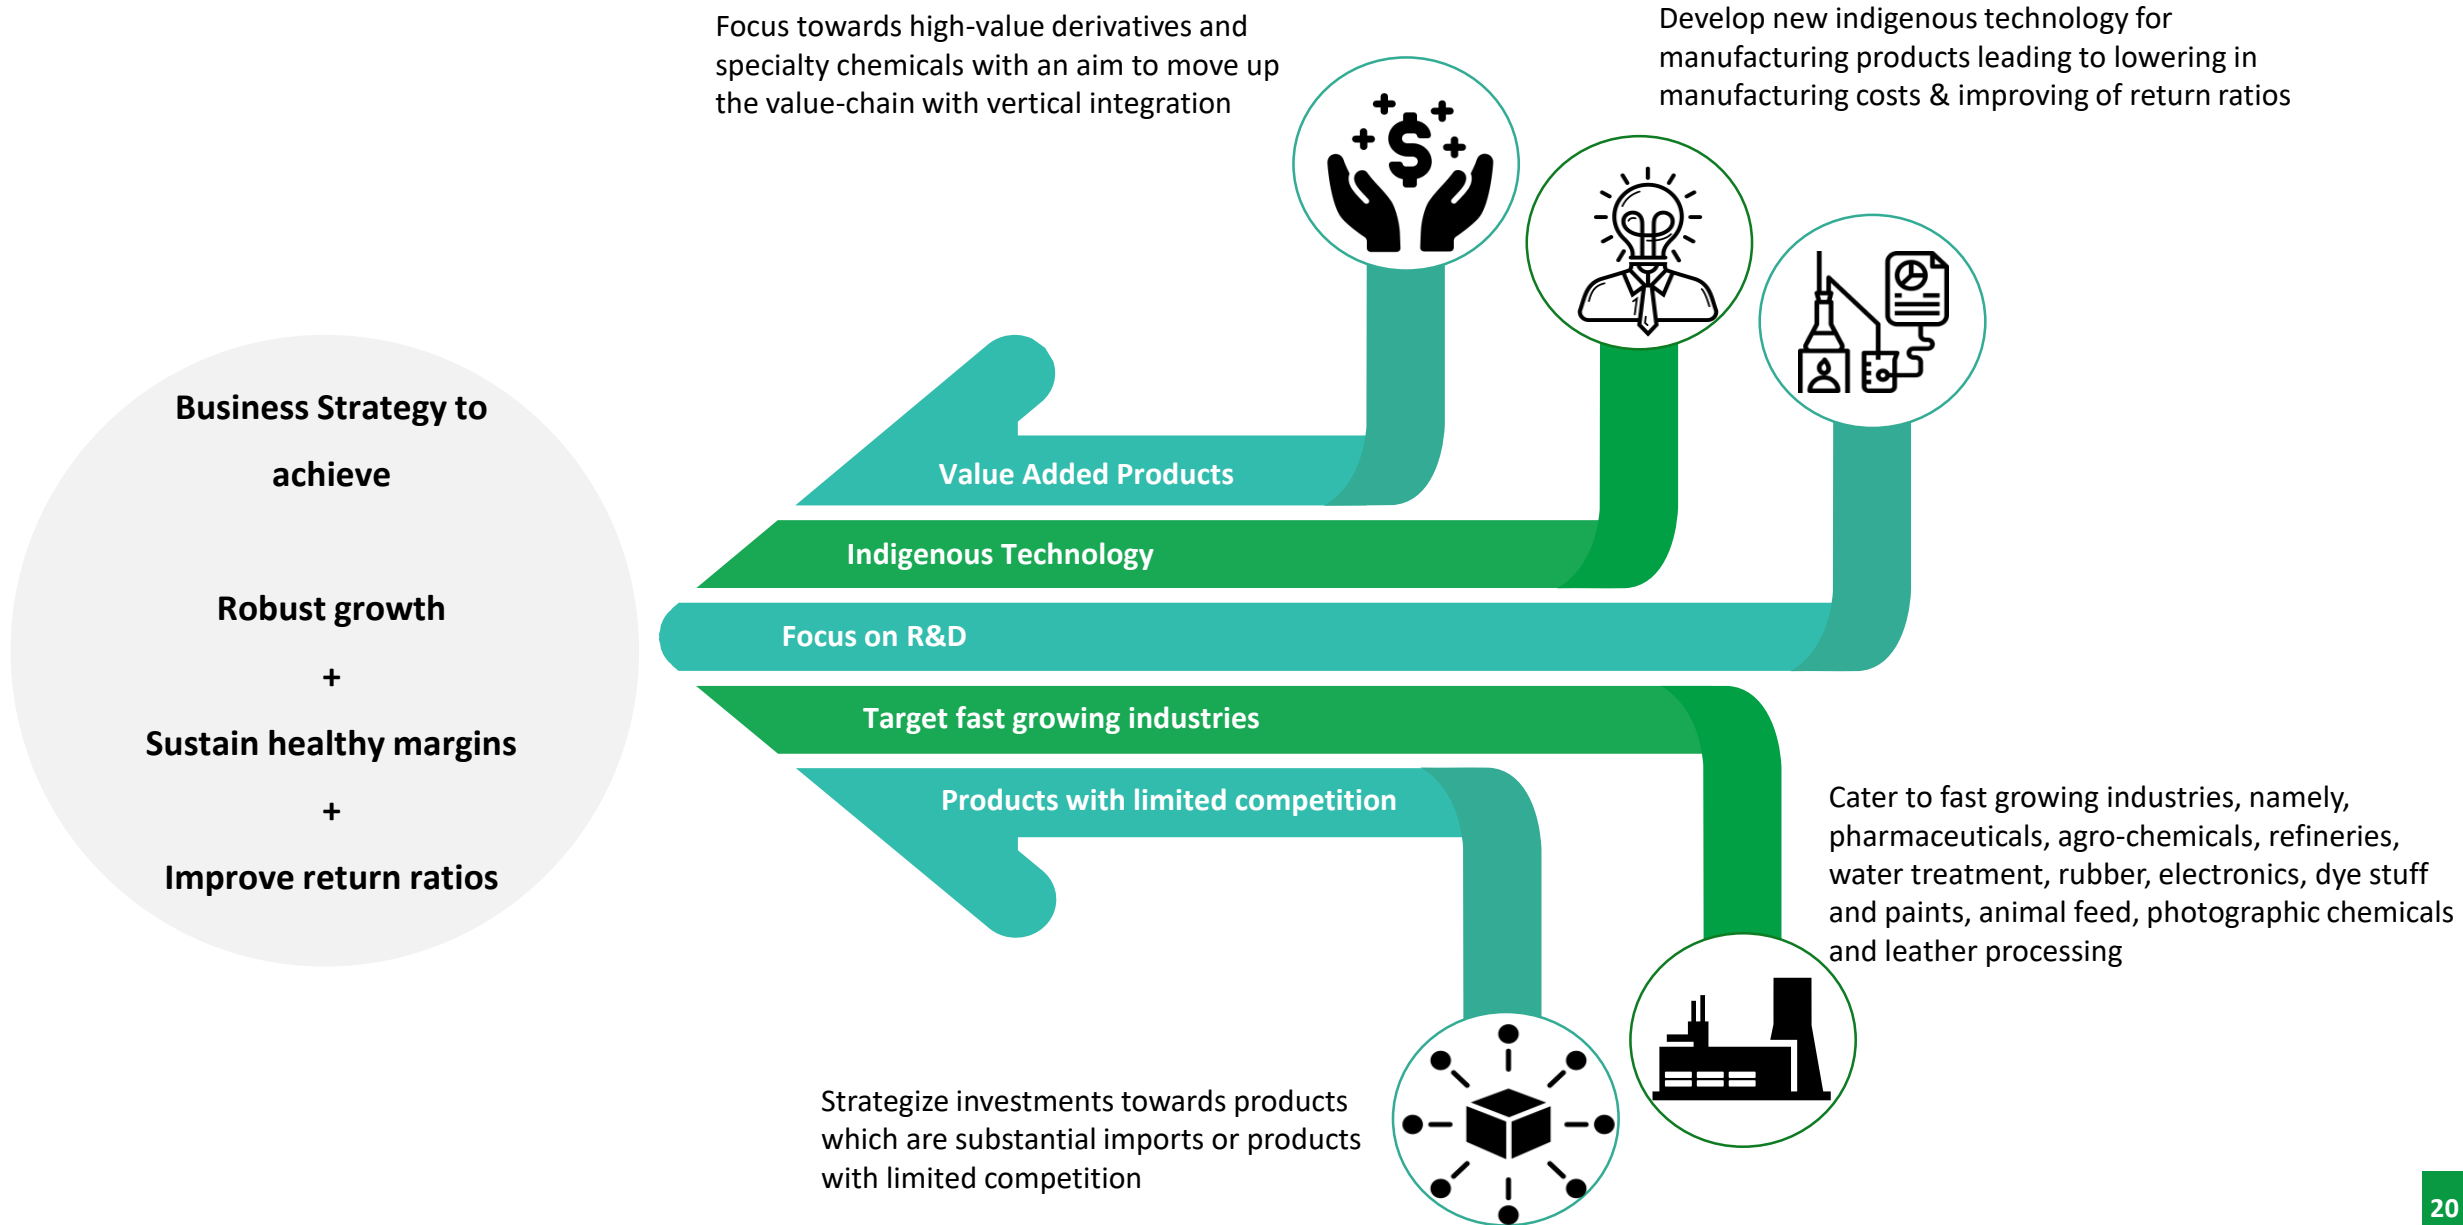 Focus towards high-value derivatives and
specialty chemicals with an aim to move up
the value-chain with vertical integration
Develop new indigenous technology for
manufacturing products leading to lowering in
manufacturing costs & improving of return ratios
Business Strategy to
achieve
Robust growth
+
Sustain healthy margins
+
Improve return ratios
Value Added Products
Indigenous Technology
Focus on R&D
Target fast growing industries
Products with limited competition
Cater to fast growing industries, namely,
pharmaceuticals, agro-chemicals, refineries,
water treatment, rubber, electronics, dye stuff
and paints, animal feed, photographic chemicals
and leather processing
Strategize investments towards products
which are substantial imports or products
with limited competition
20